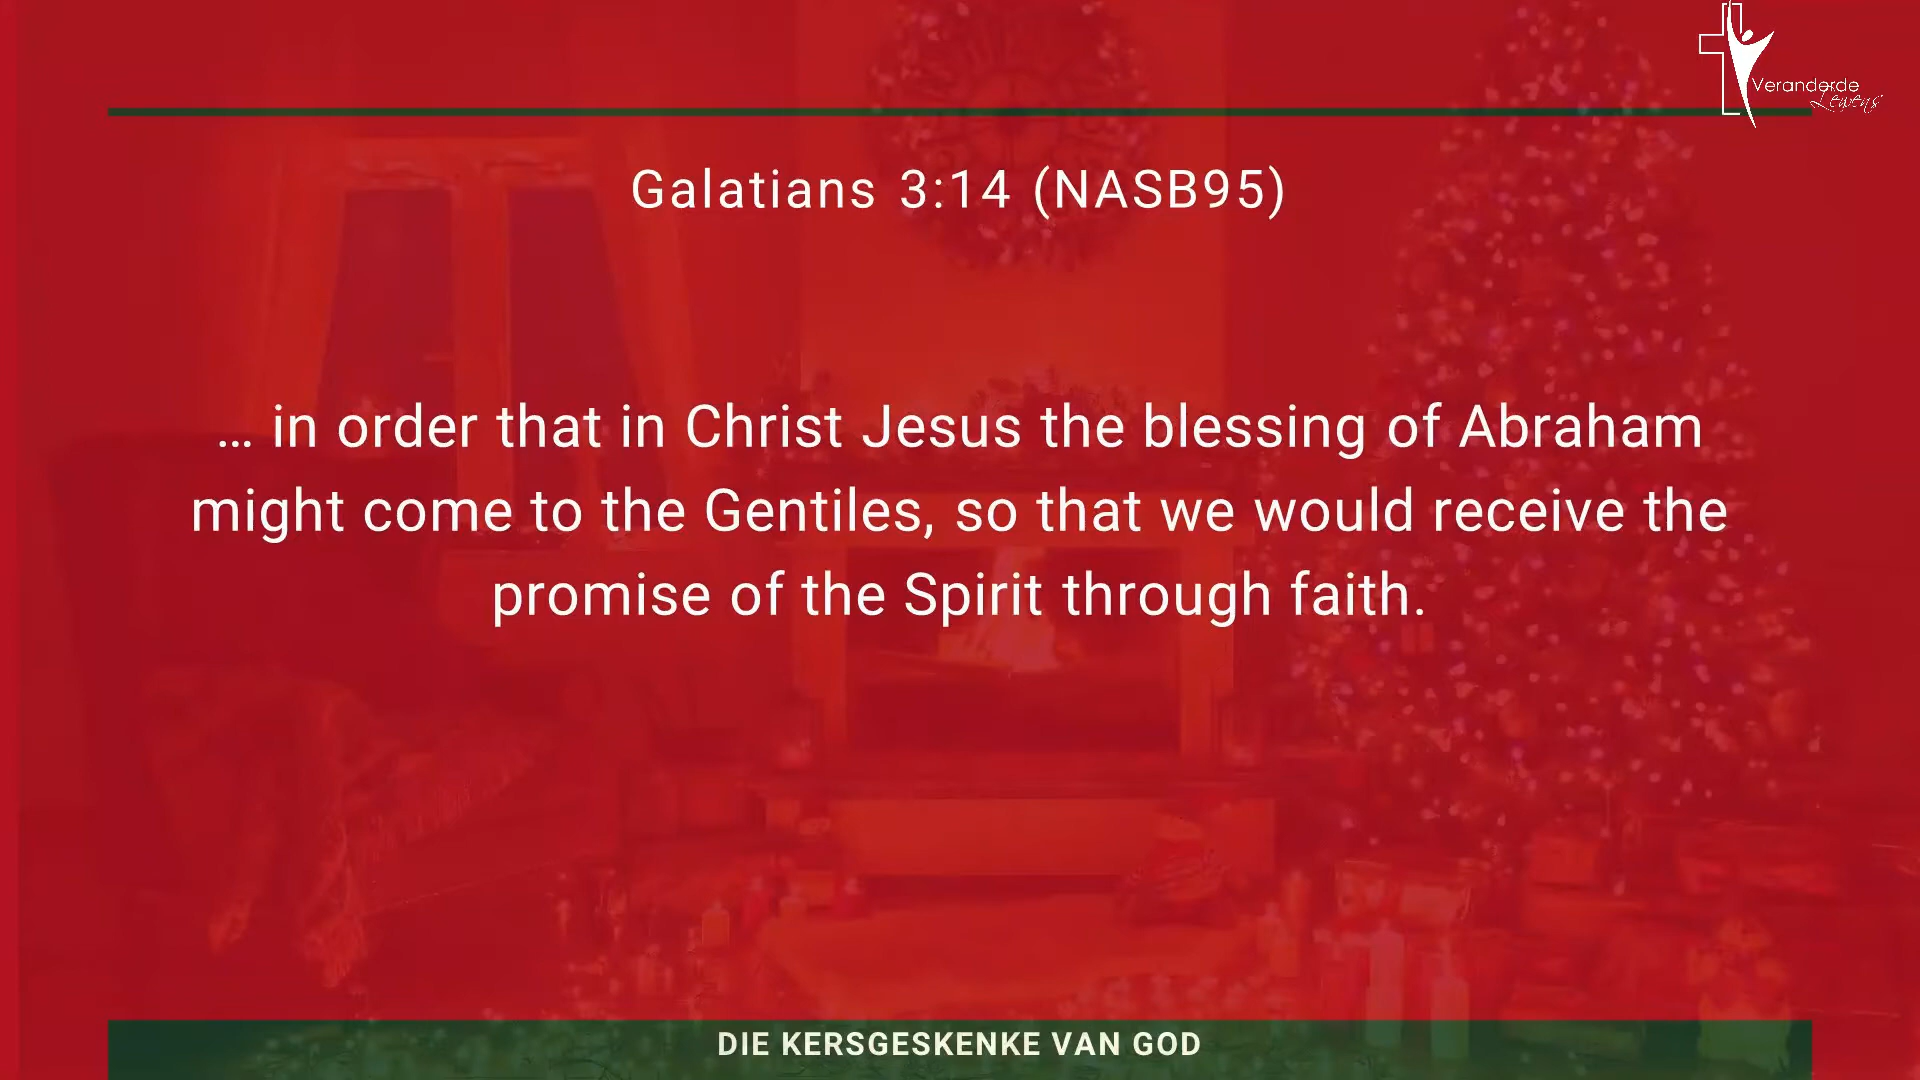 Veranderde
Lewens
Galatians 3:14 (NASB95)
... in order that in Christ Jesus the blessing of Abraham
might come to the Gentiles, so that we would receive the
promise of the Spirit through faith.
DIE KERSGESKENKE VAN GOD